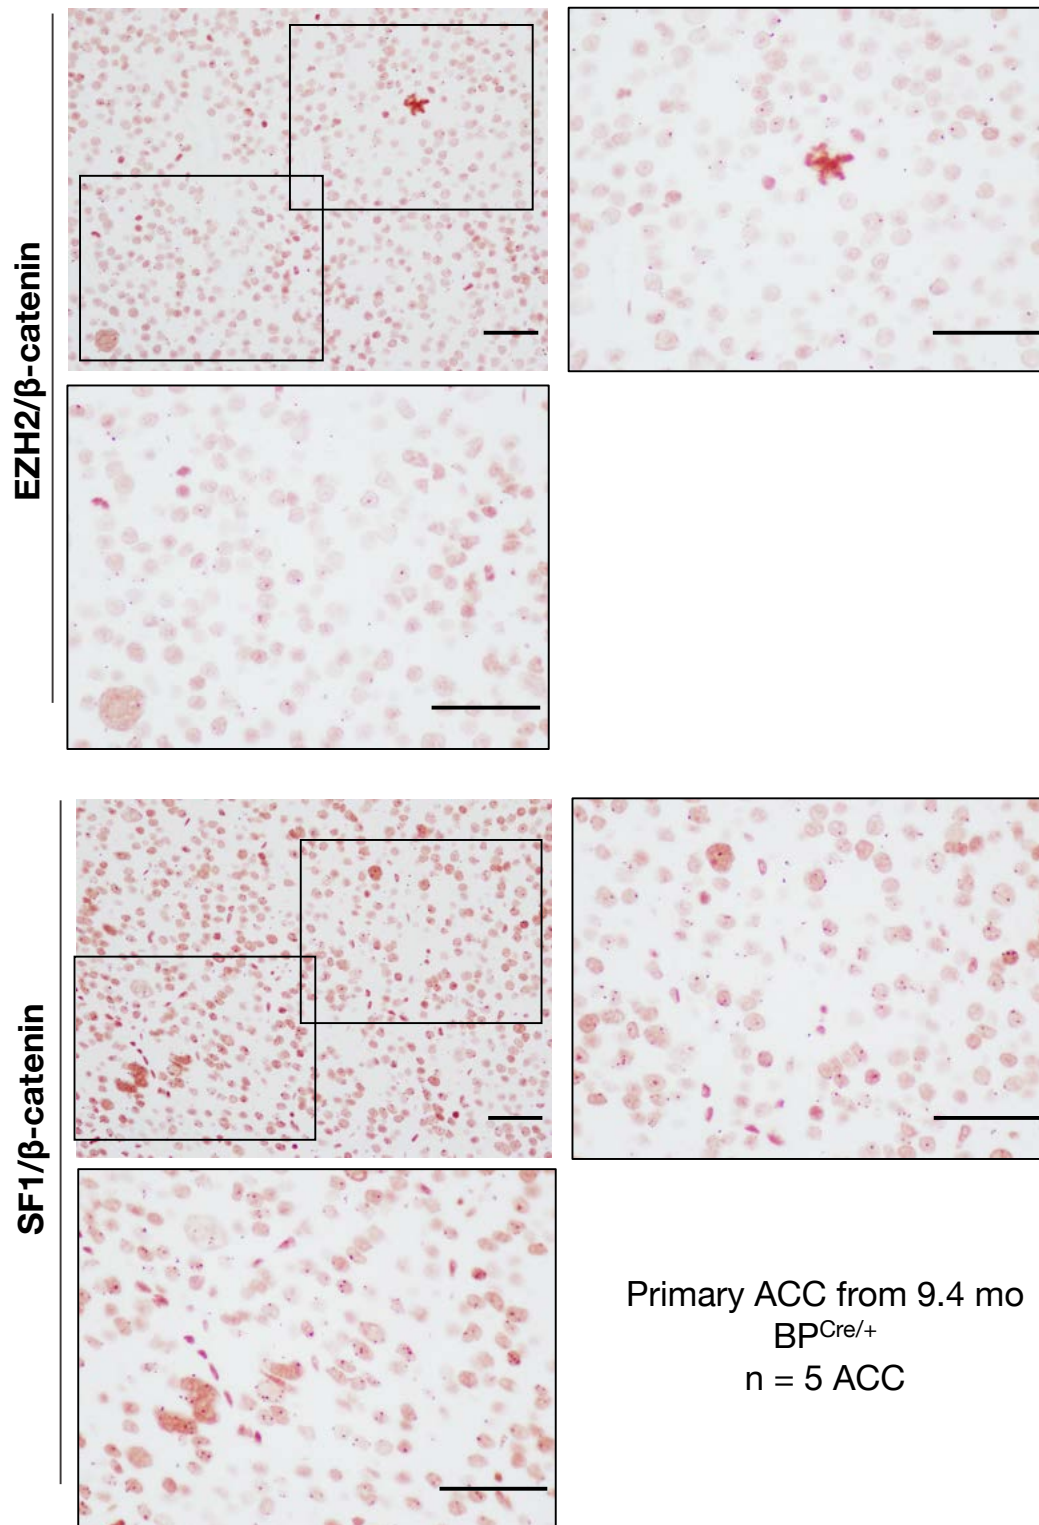 EZH2/β-catenin
SF1/β-catenin
Primary ACC from 9.4 mo
BPCre/+
n = 5 ACC